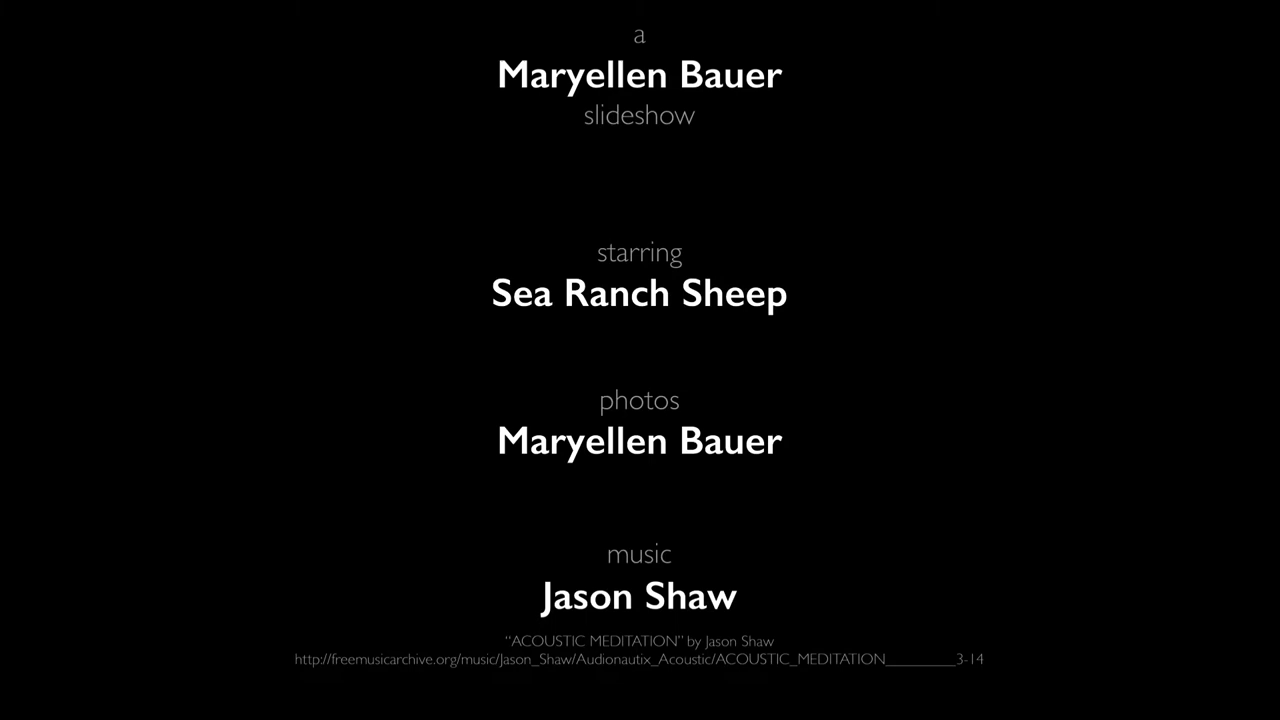 a
Maryellen Bauer
slideshow
starring
Sea Ranch Sheep
photos
Maryellen Bauer
music
Jason Shaw
“ACOUSTIC MEDITATION” by Jason Shaw
http://freemusicarchive.org/music/Jason_Shaw/Audionautix_Acoustic/ACOUSTIC_MEDITATION_________3-14